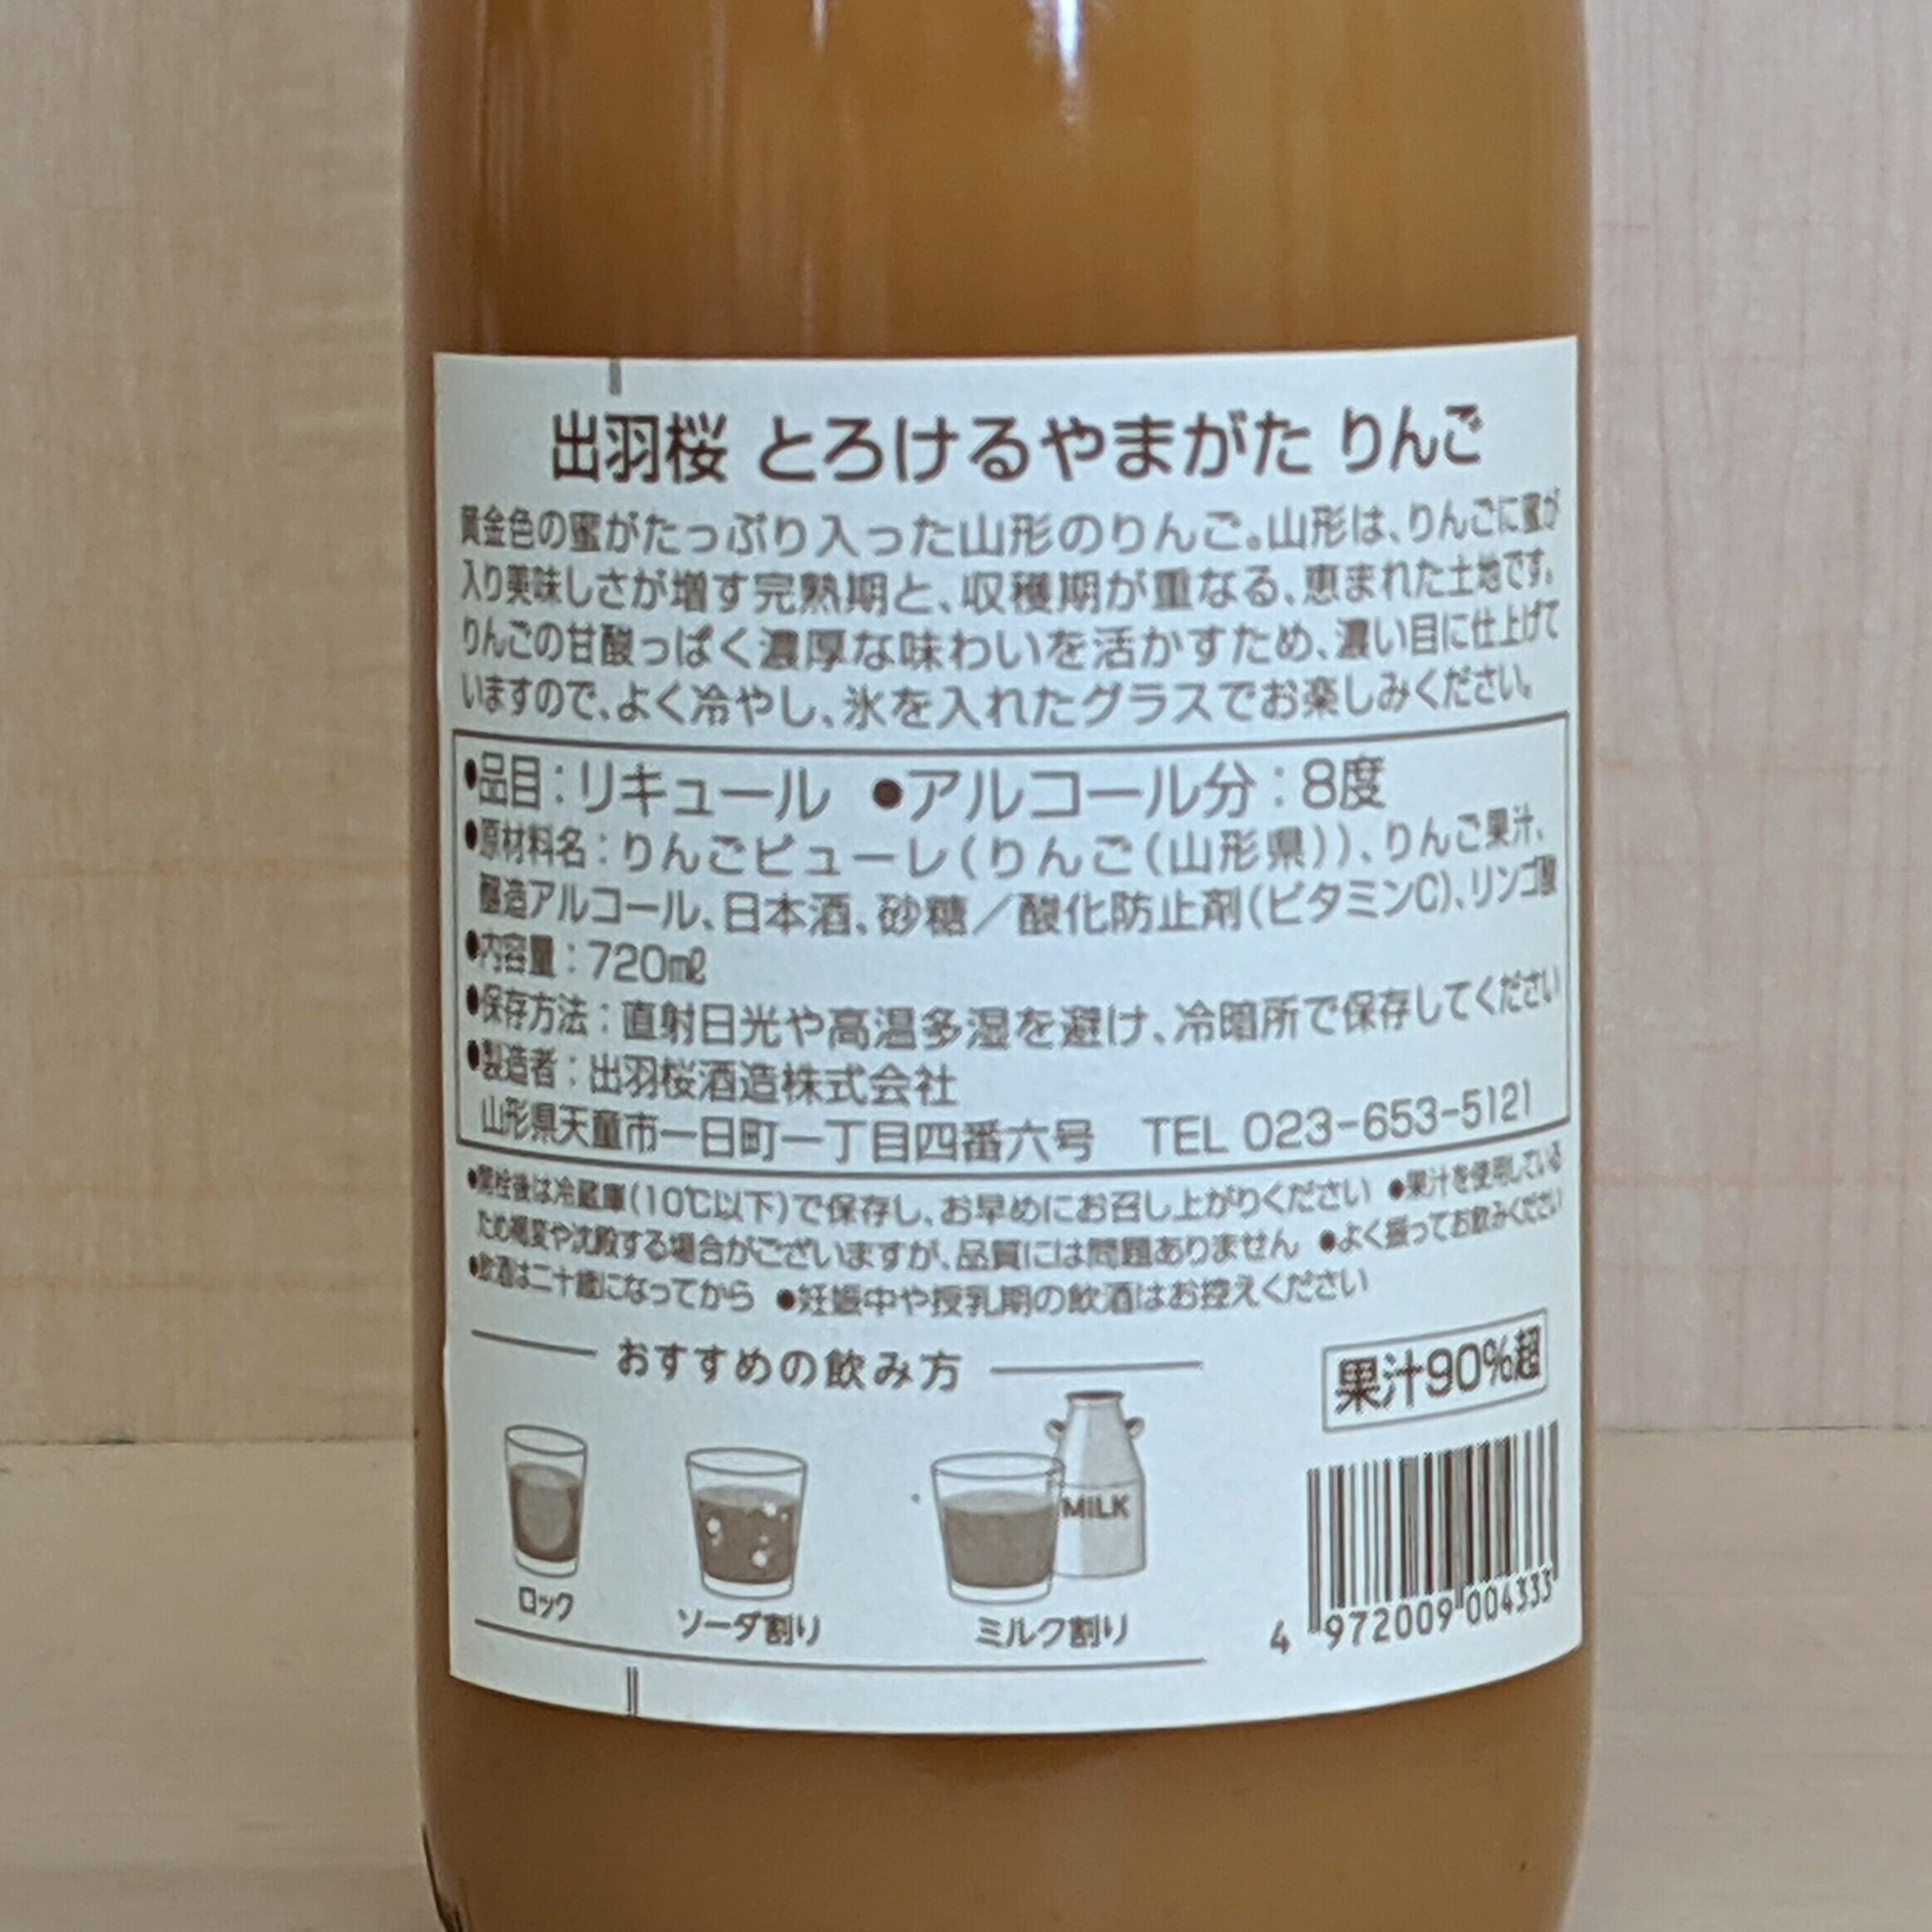 出羽桜 とろけるやまがた りんご
黄金色の蜜がたっぷり入った山形のりんご。山形は、りんごに蜜が
入り美味しさが増す完熟期と、収穫期が重なる、恵まれた土地です。
りんごの甘酸っぱく濃厚な味わいを活かすため、濃い目に仕上げて
いますので、よく冷やし、氷を入れたグラスでお楽しみください。
●品目：リキュール ●アルコール分：8度
●原材料名：りんごピューレ（りんご（山形県））、りんご果汁、
醸造アルコール、日本酒、砂糖／酸化防止剤（ビタミンC）、リンゴ酸
●内容量：720㎖
●保存方法：直射日光や高温多湿を避け、冷暗所で保存してください
●製造者：出羽桜酒造株式会社
山形県天童市一日町一丁目四番六号 TEL 023-653-5121
●開栓後は冷蔵庫（10℃以下）で保存し、お早めにお召し上がりください ●果汁を使用している
ため褐変や沈殿する場合がございますが、品質には問題ありません ●よく振ってお飲みください
●飲酒は二十歳になってから ●妊娠中や授乳期の飲酒はお控えください
おすすめの飲み方
果汁90%超
MiLK
ロック ソーダ割り ミルク割り
4 972009 004333